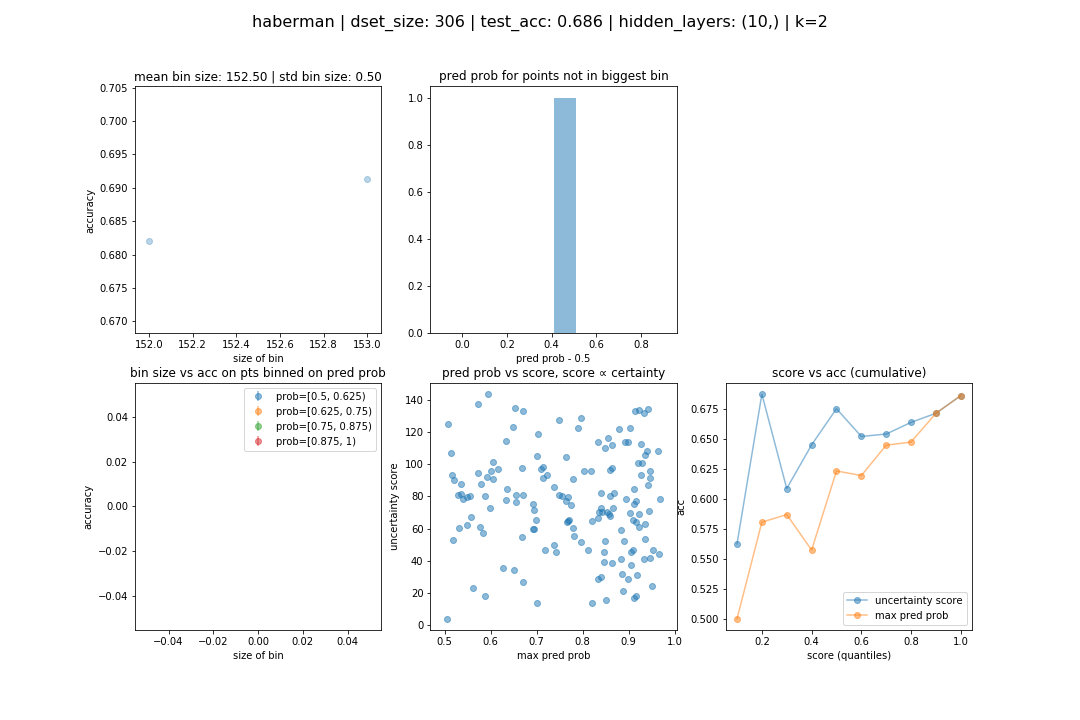 haberman | dset_size: 306 | test_acc: 0.686 | hidden_layers: (10,) | k=2
mean bin size: 152.50 | std bin size: 0.50
0.705
0.700
0.695
0.690
0.685
0.680
0.675
0.670
accuracy
152.0 152.2 152.4 152.6 152.8 153.0
size of bin
pred prob for points not in biggest bin
1.0
0.8
0.6
0.4
0.2
0.0
0.0 0.2 0.4 0.6 0.8
pred prob - 0.5
bin size vs acc on pts binned on pred prob
prob=[0.5, 0.625)
prob=[0.625, 0.75)
prob=[0.75, 0.875)
prob=[0.875, 1)
0.04
0.02
0.00
−0.02
−0.04
accuracy
−0.04 −0.02 0.00 0.02 0.04
size of bin
pred prob vs score, score ∝ certainty
140
120
100
80
60
40
20
0
uncertainty score
0.5 0.6 0.7 0.8 0.9 1.0
max pred prob
score vs acc (cumulative)
0.675
0.650
0.625
0.600
0.575
0.550
0.525
0.500
acc
uncertainty score
max pred prob
0.2 0.4 0.6 0.8 1.0
score (quantiles)